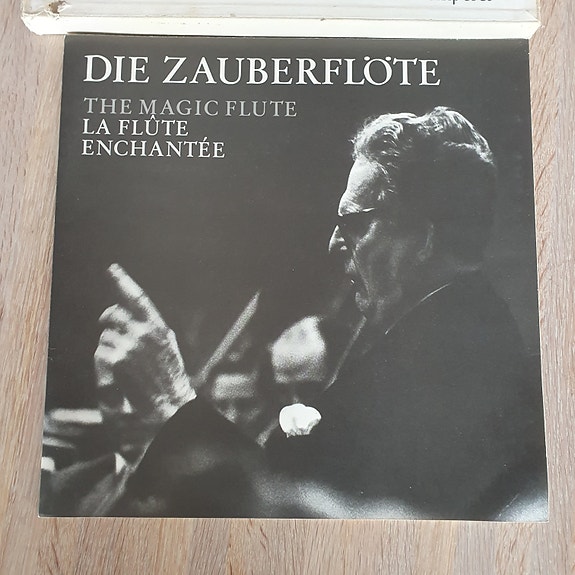 DIE ZAUBERFLÖTE
THE MAGIC FLUTE
LA FLÛTE
ENCHANTÉE